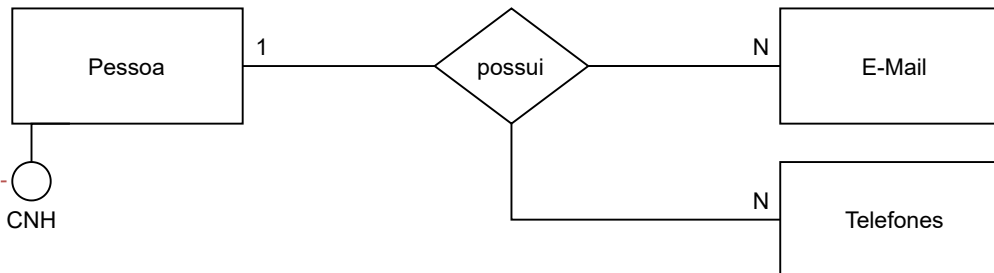 1
N
Pessoa
possui
E-Mail
N
CNH
Telefones